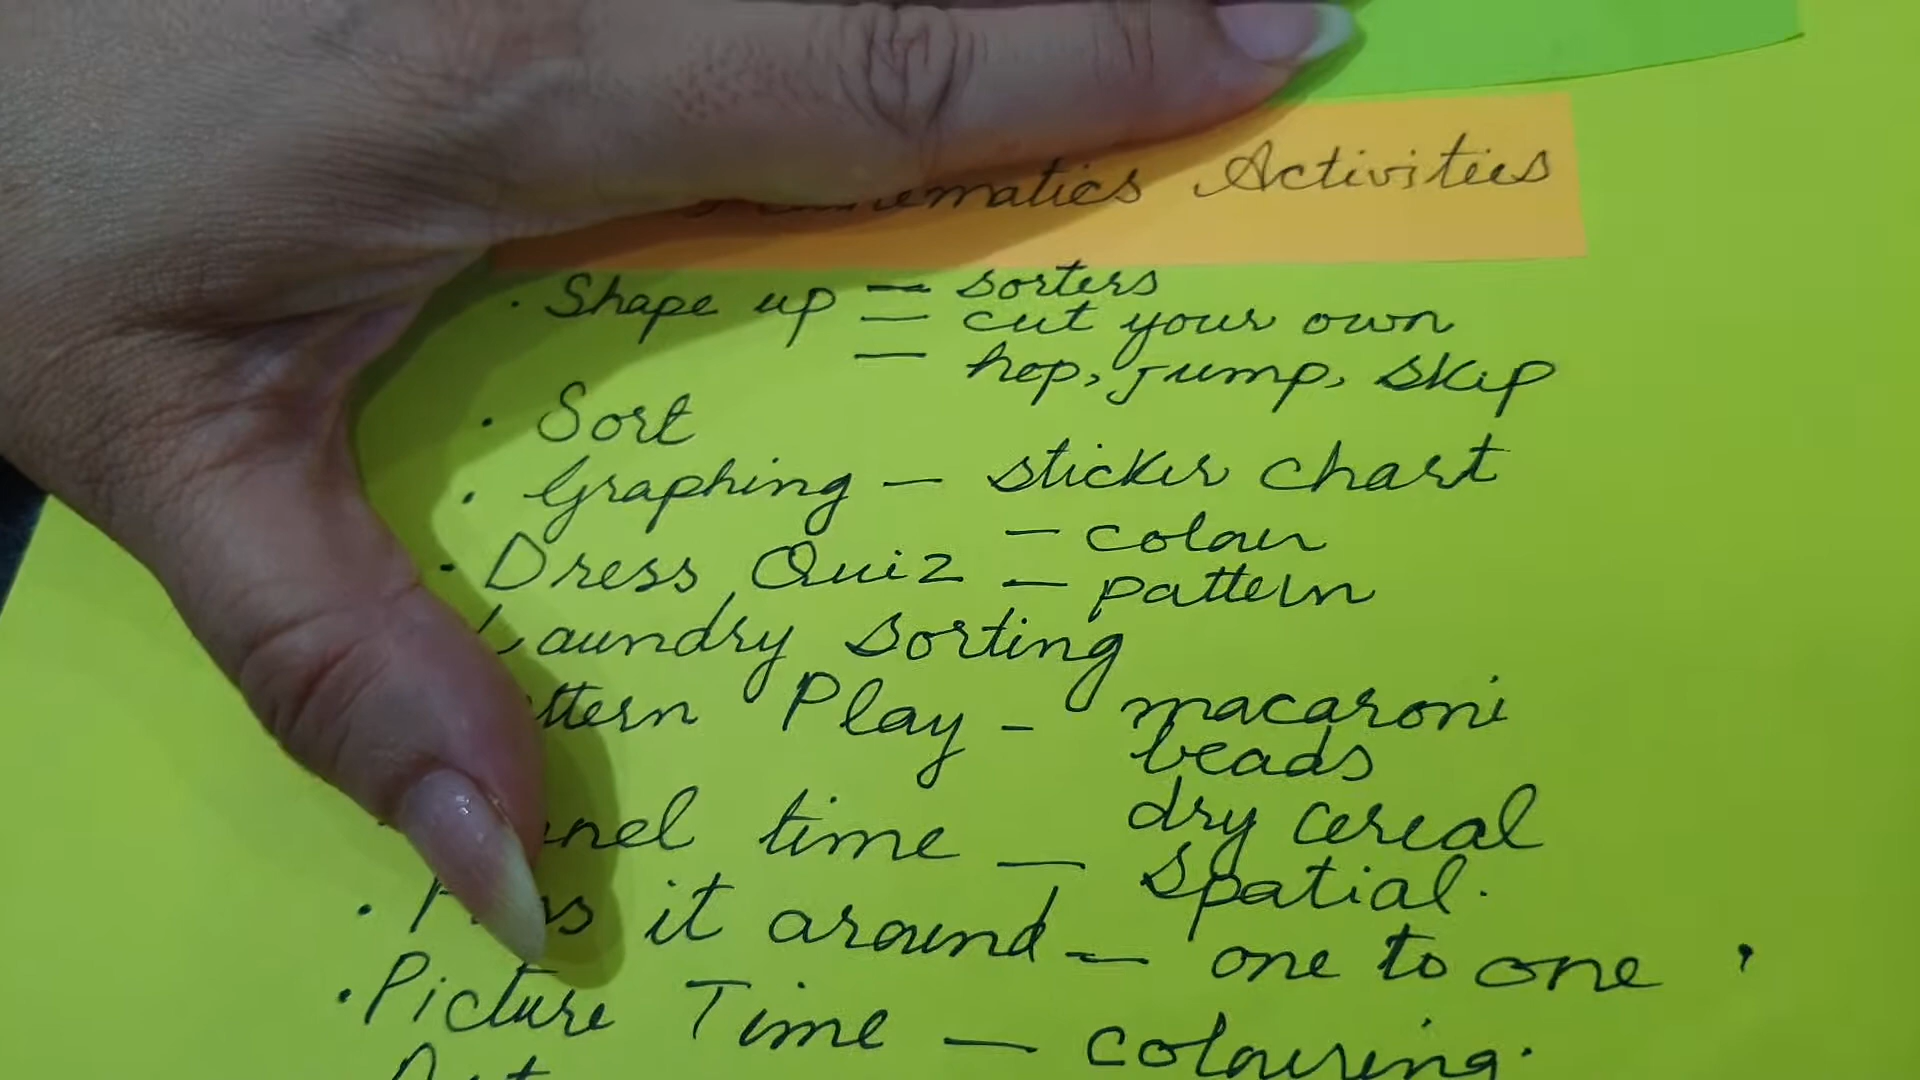 Activities
· Shape up — sorters
— cut your own
— hop, jump, skip
· Sort
· Graphing — sticker chart
— colour
· Dress Quiz — pattern
Laundry sorting
Play - macaroni
beads
dry cereal
time — spatial.
· Pass it around — one to one
· Picture Time — colouring.